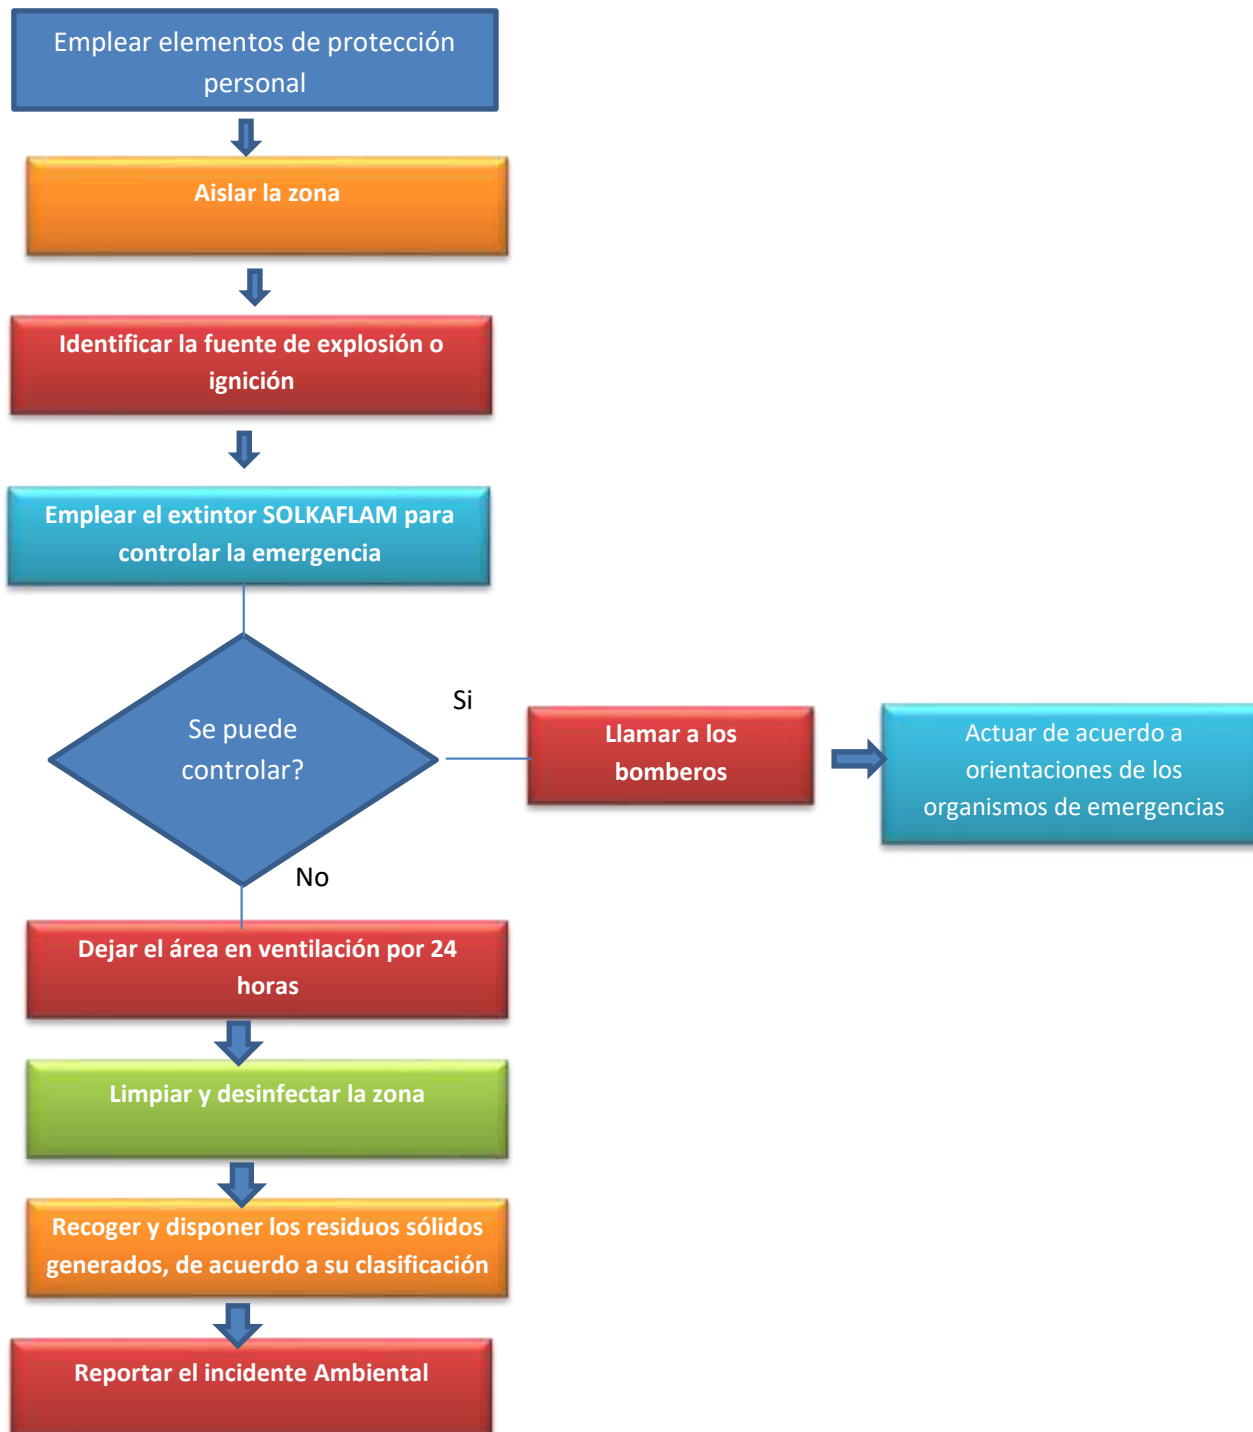 Emplear elementos de protección
personal
Aislar la zona
Identificar la fuente de explosión o
ignición
Emplear el extintor SOLKAFLAM para
controlar la emergencia
Se puede
controlar?
Si
Llamar a los
bomberos
Actuar de acuerdo a
orientaciones de los
organismos de emergencias
No
Dejar el área en ventilación por 24
horas
Limpiar y desinfectar la zona
Recoger y disponer los residuos sólidos
generados, de acuerdo a su clasificación
Reportar el incidente Ambiental